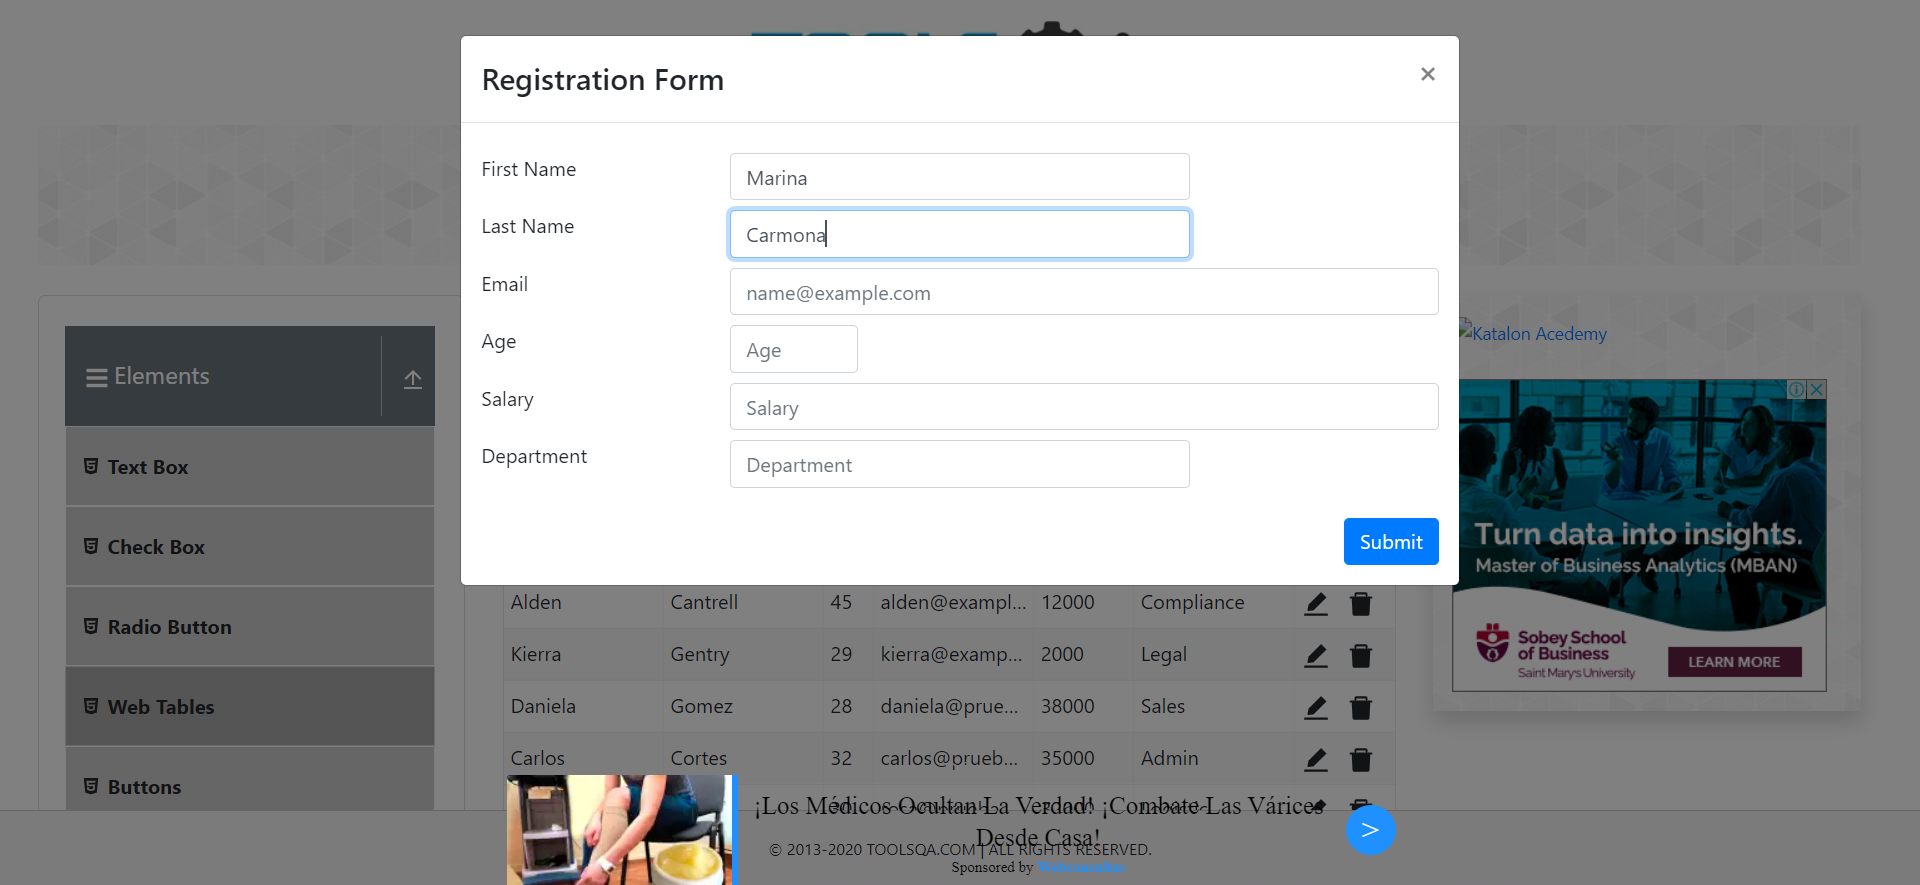 Registration Form
×
First Name
Marina
Last Name
Carmona
Email
name@example.com
Age
Age
Salary
Salary
Department
Department
Submit
Elements
Text Box
Check Box
Radio Button
Web Tables
Buttons
Alden Cantrell 45 alden@exampl... 12000 Compliance
Kierra Gentry 29 kierra@examp... 2000 Legal
Daniela Gomez 28 daniela@prue... 38000 Sales
Carlos Cortes 32 carlos@prueb... 35000 Admin
Katalon Acedemy
Turn data into insights.
Master of Business Analytics (MBAN)
Sobey School
of Business
Saint Mary's University
LEARN MORE
¡Los Médicos Ocultan La Verdad! ¡Combate Las Várices
Desde Casa!
>
© 2013-2020 TOOLSQA.COM | ALL RIGHTS RESERVED.
Sponsored by